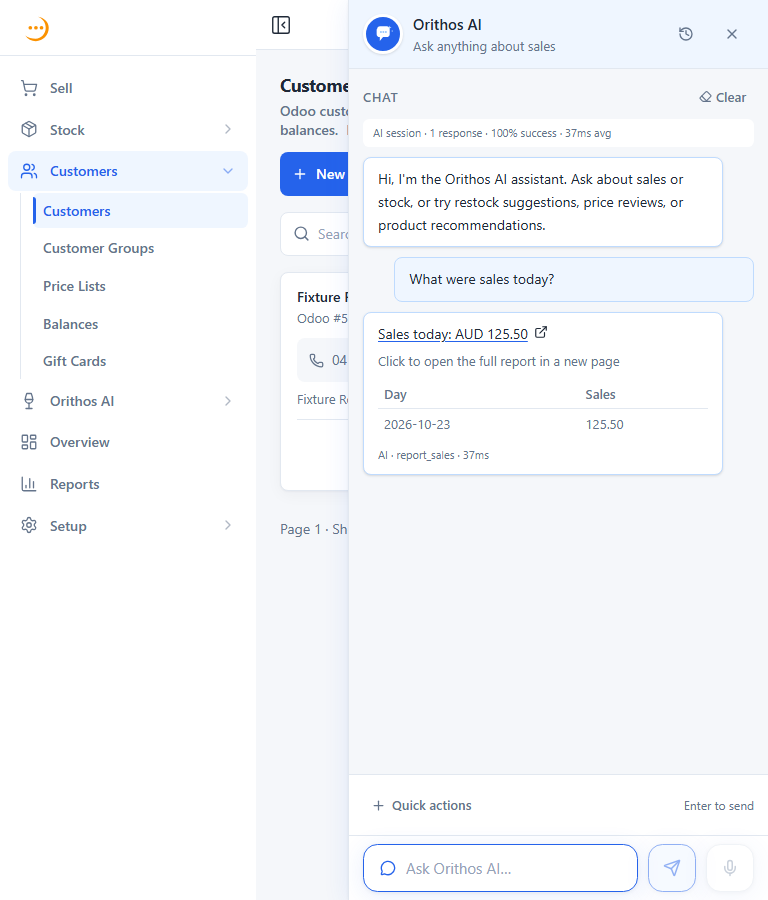 Sell
Stock
Customers
Customers
Customer Groups
Price Lists
Balances
Gift Cards
Orithos AI
Overview
Reports
Setup
Odoo
balances.
New
Fixture
Odoo #5
04
Fixture
Page 1 ·
Orithos AI
Ask anything about sales
CHAT
Clear
AI session · 1 response · 100% success · 37ms avg
Hi, I'm the Orithos AI assistant. Ask about sales or
stock, or try restock suggestions, price reviews, or
product recommendations.
What were sales today?
Sales today: AUD 125.50
Click to open the full report in a new page
Day Sales
2026-10-23 125.50
AI · report_sales · 37ms
Quick actions
Enter to send
Ask Orithos AI...